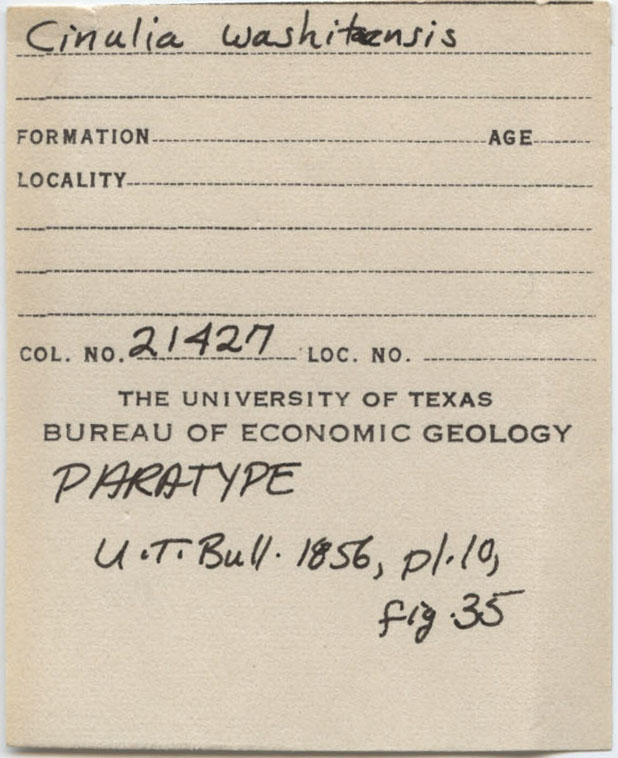 Cinulia washitaensis
FORMATION AGE
LOCALITY
COL. NO. 21427 LOC. NO.
THE UNIVERSITY OF TEXAS
BUREAU OF ECONOMIC GEOLOGY
PARATYPE
U.T. Bull. 1856, pl. 10,
fig. 35